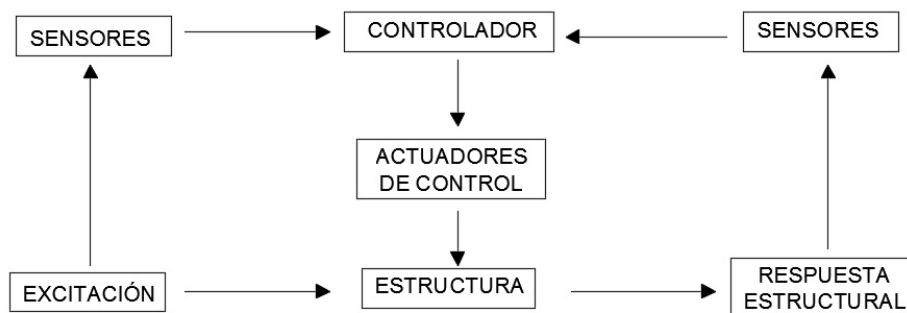 SENSORES
CONTROLADOR
SENSORES
ACTUADORES
DE CONTROL
EXCITACIÓN
ESTRUCTURA
RESPUESTA
ESTRUCTURAL